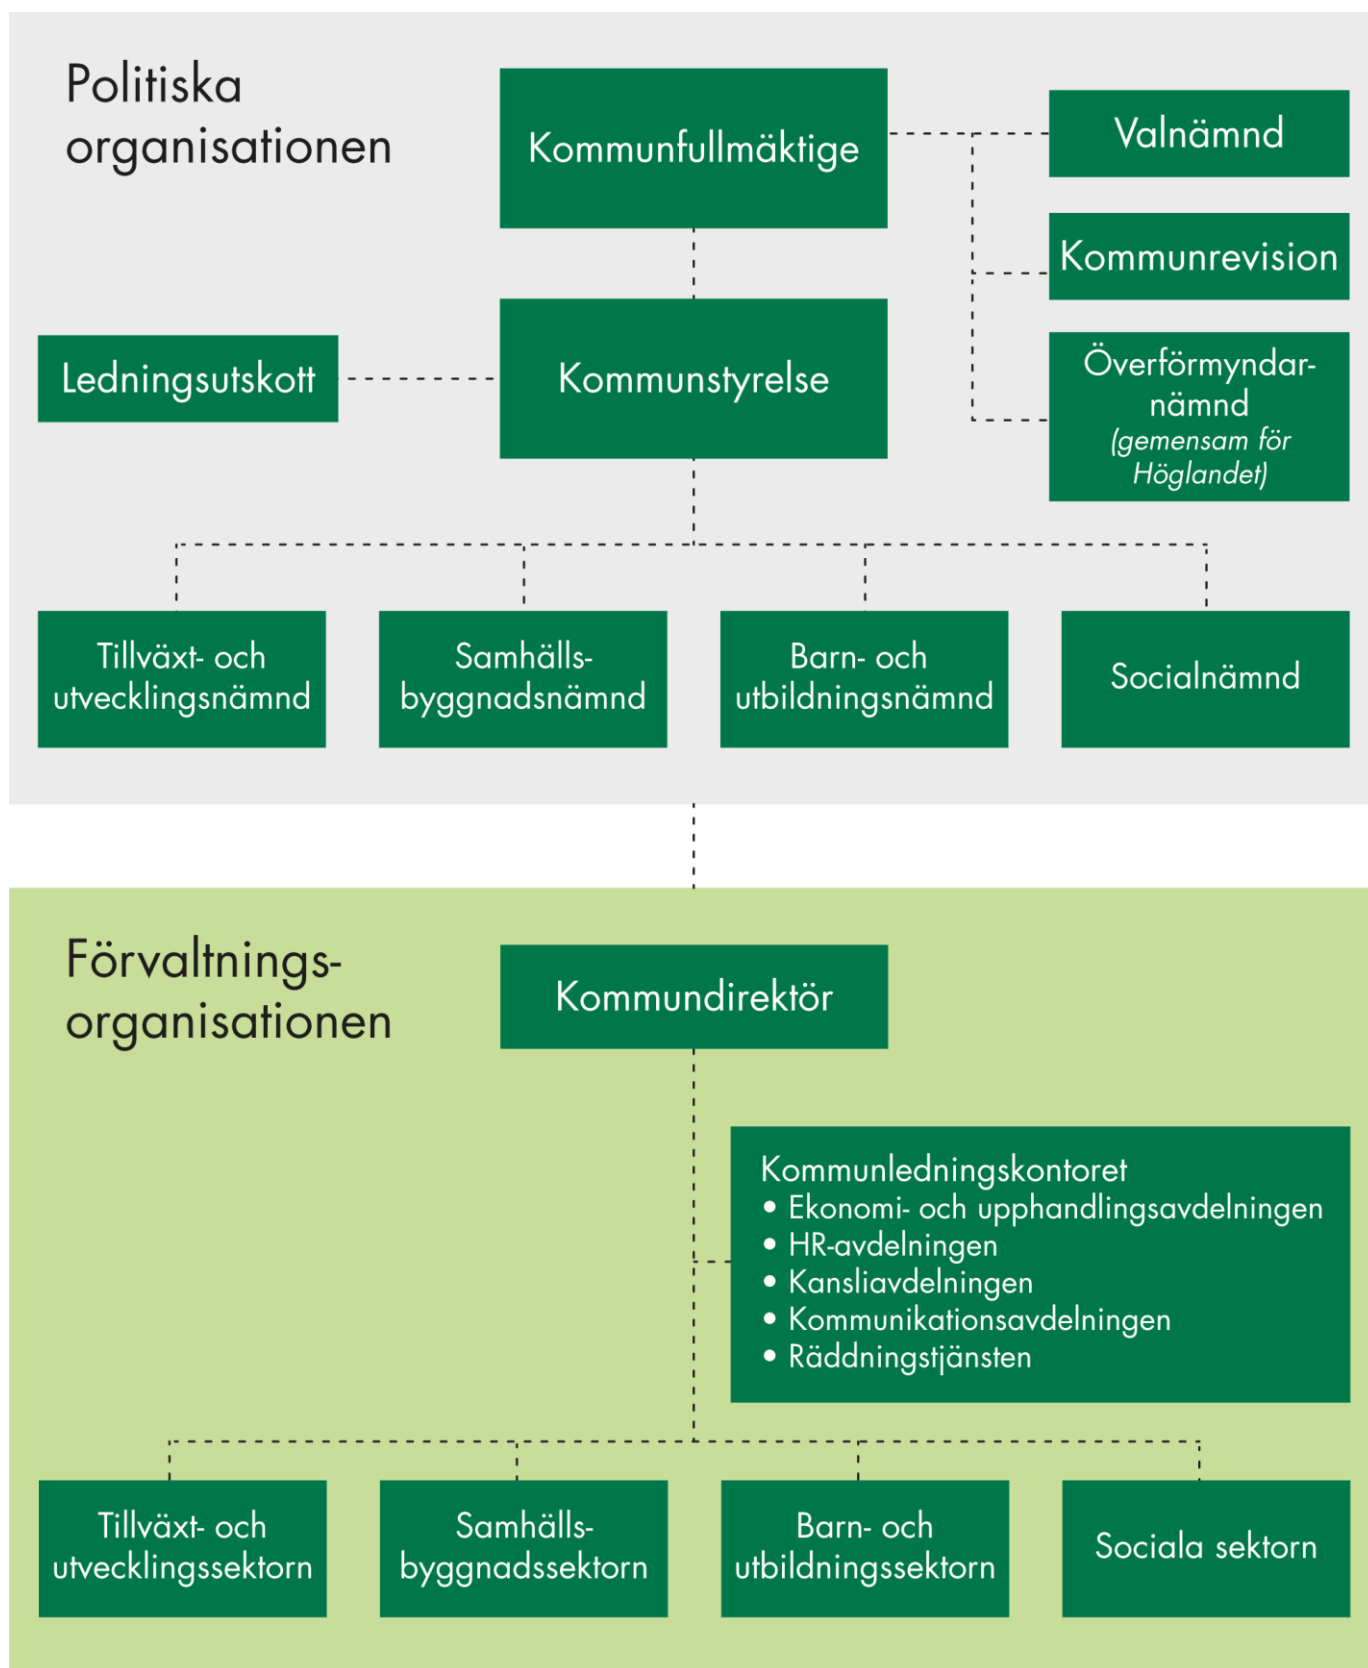 Politiska
organisationen
Kommunfullmäktige
Valnämnd
Kommunrevision
Överförmyndar-
nämnd
(gemensam för
Höglandet)
Ledningsutskott
Kommunstyrelse
Tillväxt- och
utvecklingsnämnd
Samhälls-
byggnadsnämnd
Barn- och
utbildningsnämnd
Socialnämnd
Förvaltnings-
organisationen
Kommundirektör
Kommunledningskontoret
• Ekonomi- och upphandlingsavdelningen
• HR-avdelningen
• Kansliavdelningen
• Kommunikationsavdelningen
• Räddningstjänsten
Tillväxt- och
utvecklingssektorn
Samhälls-
byggnadssektorn
Barn- och
utbildningssektorn
Sociala sektorn